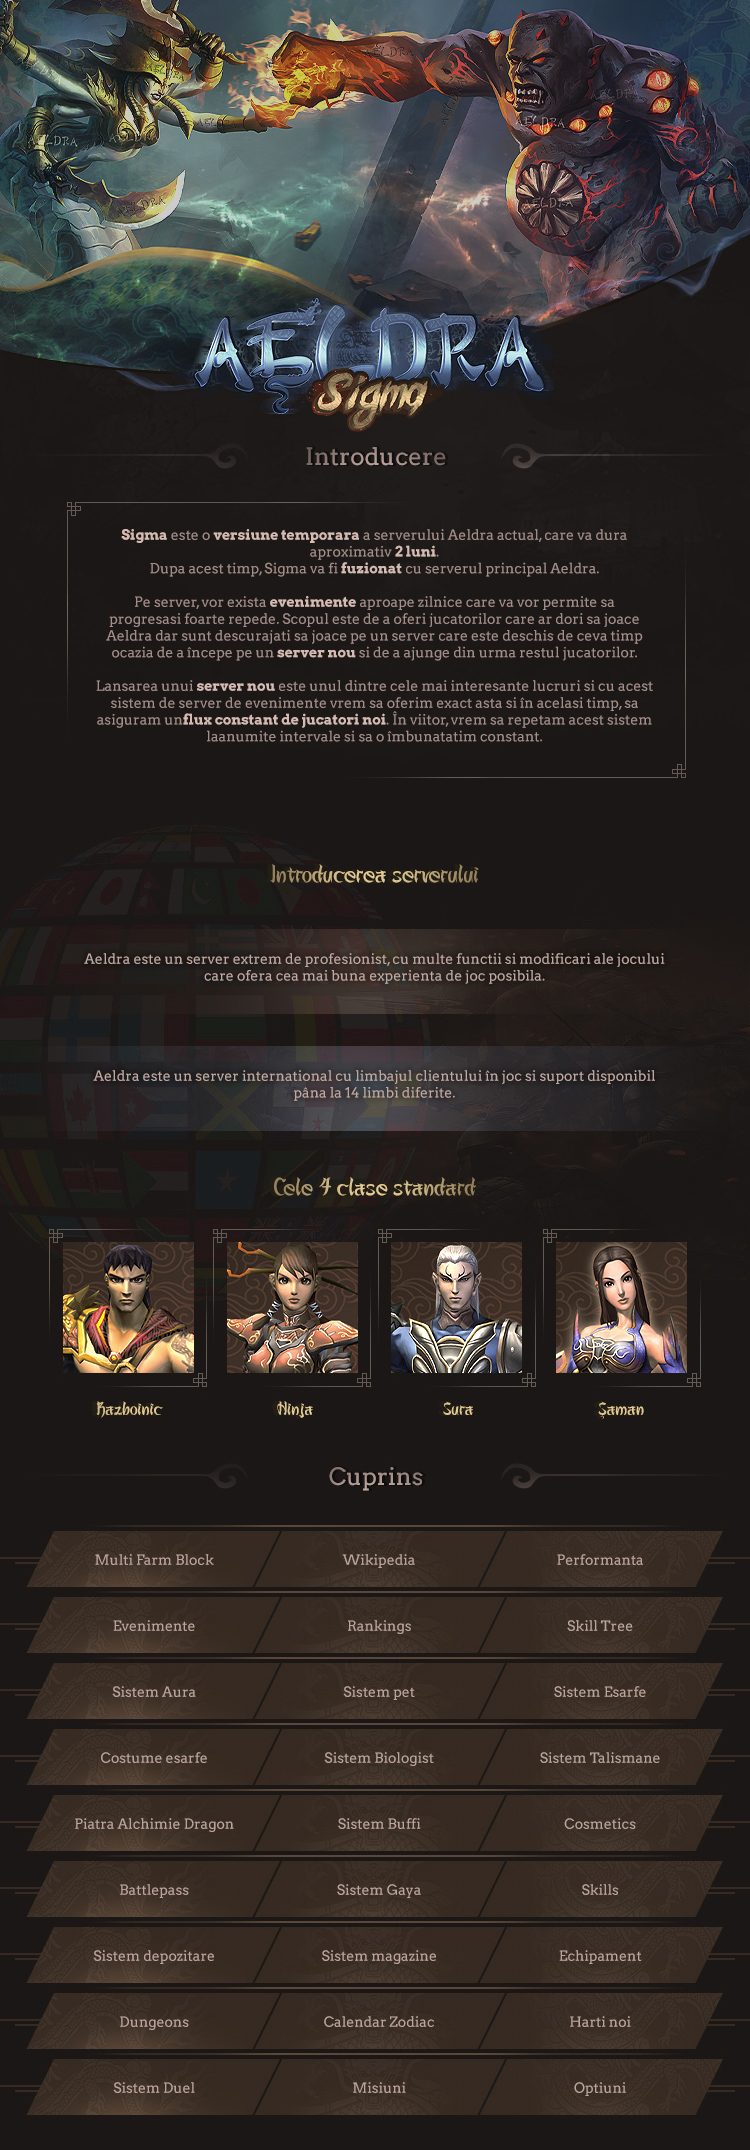 AELDRA
Sigma
Introducere
Sigma este o versiune temporara a serverului Aeldra actual, care va dura
aproximativ 2 luni.
Dupa acest timp, Sigma va fi fuzionat cu serverul principal Aeldra.
Pe server, vor exista evenimente aproape zilnice care va vor permite sa
progresasi foarte repede. Scopul este de a oferi jucatorilor care ar dori sa joace
Aeldra dar sunt descurajati sa joace pe un server care este deschis de ceva timp
ocazia de a începe pe un server nou si de a ajunge din urma restul jucatorilor.
Lansarea unui server nou este unul dintre cele mai interesante lucruri si cu acest
sistem de server de evenimente vrem sa oferim exact asta si în acelasi timp, sa
asiguram unflux constant de jucatori noi. În viitor, vrem sa repetam acest sistem
laanumite intervale si sa o îmbunatatim constant.
Introducerea serverului
Aeldra este un server extrem de profesionist, cu multe functii si modificari ale jocului
care ofera cea mai buna experienta de joc posibila.
Aeldra este un server international cu limbajul clientului în joc si suport disponibil
pâna la 14 limbi diferite.
Cele 4 clase standard
Razboinic Ninja Sura Şaman
Cuprins
Multi Farm Block Wikipedia Performanta
Evenimente Rankings Skill Tree
Sistem Aura Sistem pet Sistem Esarfe
Costume esarfe Sistem Biologist Sistem Talismane
Piatra Alchimie Dragon Sistem Buffi Cosmetics
Battlepass Sistem Gaya Skills
Sistem depozitare Sistem magazine Echipament
Dungeons Calendar Zodiac Harti noi
Sistem Duel Misiuni Optiuni